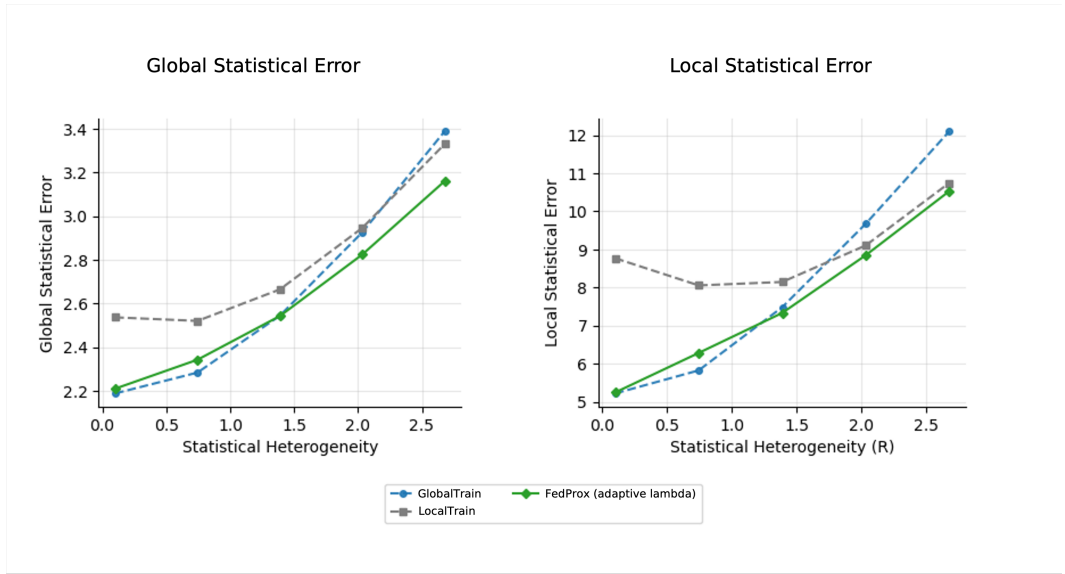 Global Statistical Error
Local Statistical Error
Global Statistical Error
3.4
3.2
3.0
2.8
2.6
2.4
2.2
0.0 0.5 1.0 1.5 2.0 2.5
Statistical Heterogeneity
Local Statistical Error
12
11
10
9
8
7
6
5
0.0 0.5 1.0 1.5 2.0 2.5
Statistical Heterogeneity (R)
GlobalTrain
LocalTrain
FedProx (adaptive lambda)